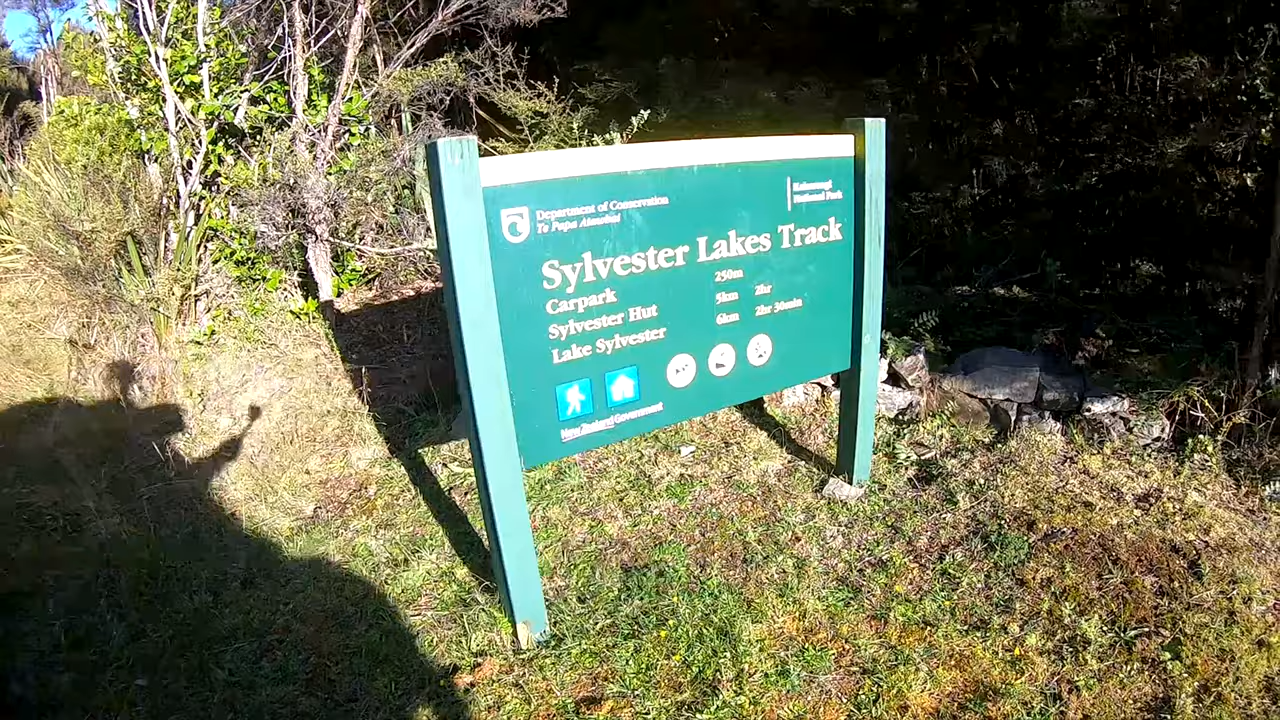 Department of Conservation
Te Papa Atawhai
Kahurangi
National Park
Sylvester Lakes Track
Carpark 250m
Sylvester Hut 5km 2hr
Lake Sylvester 6km 2hr 30min
New Zealand Government